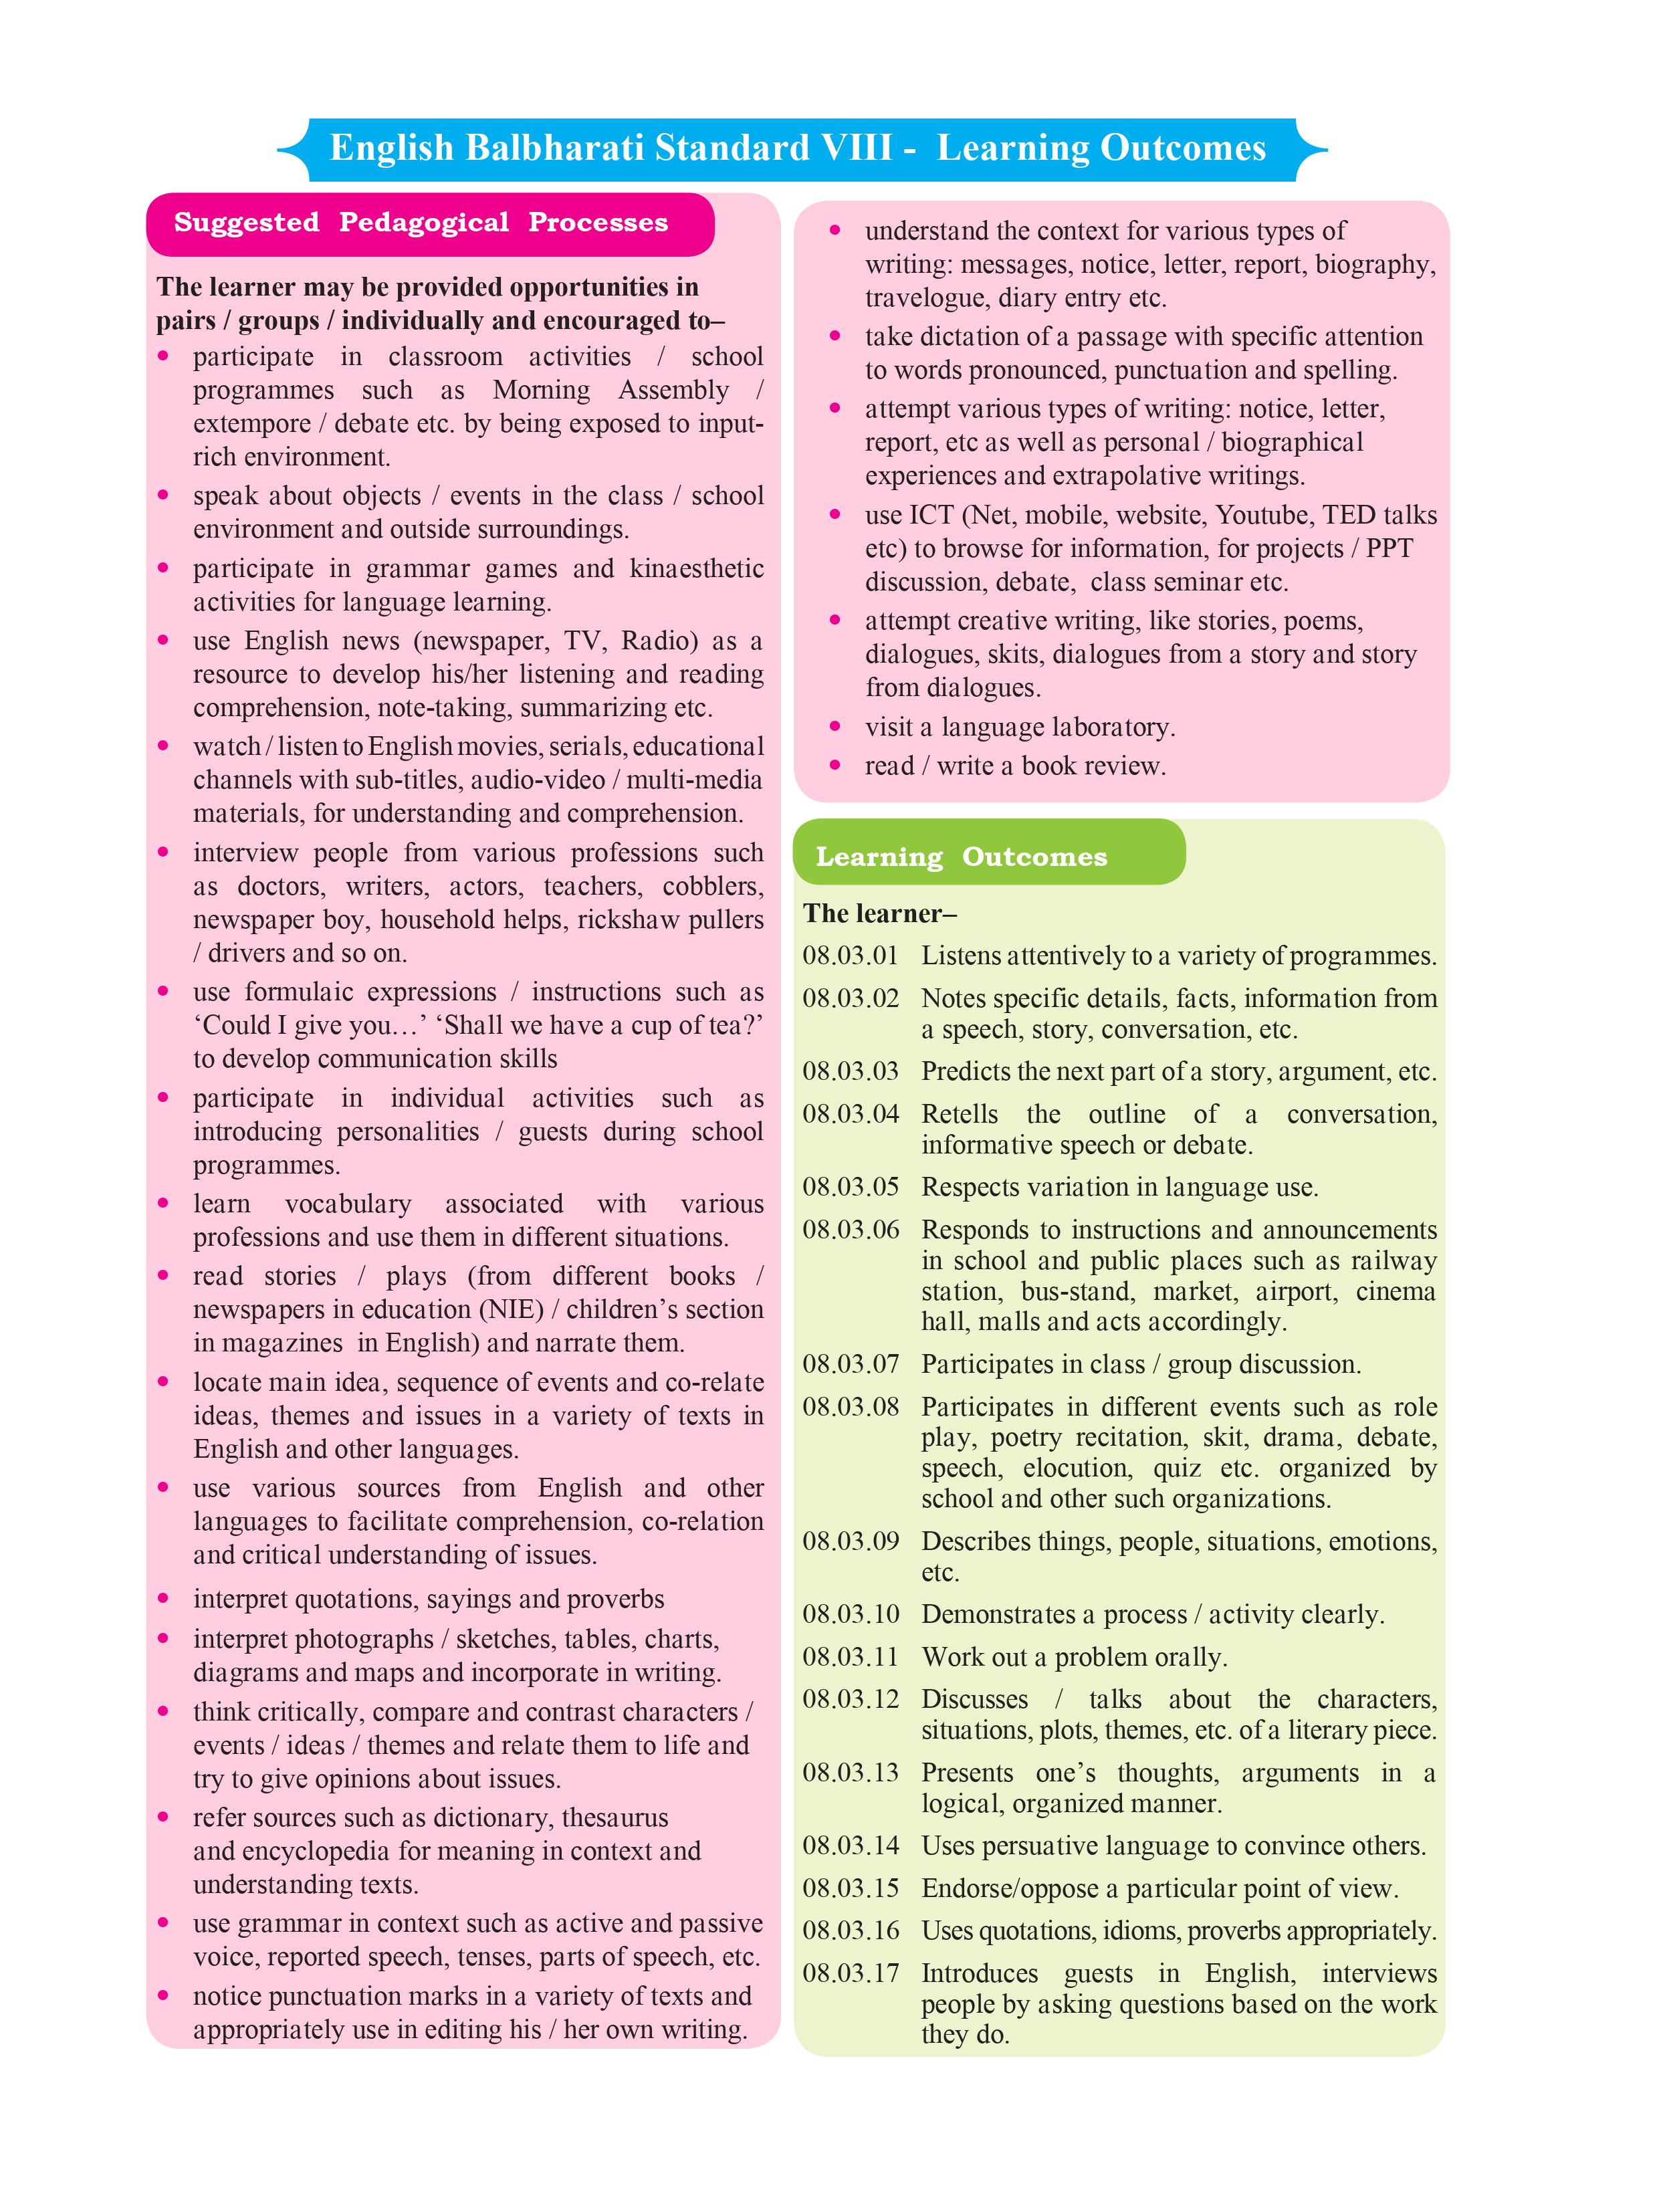 English Balbharati Standard VIII - Learning Outcomes
Suggested Pedagogical Processes
The learner may be provided opportunities in
pairs / groups / individually and encouraged to–
• participate in classroom activities / school
programmes such as Morning Assembly /
extempore / debate etc. by being exposed to input-
rich environment.
• speak about objects / events in the class / school
environment and outside surroundings.
• participate in grammar games and kinaesthetic
activities for language learning.
• use English news (newspaper, TV, Radio) as a
resource to develop his/her listening and reading
comprehension, note-taking, summarizing etc.
• watch / listen to English movies, serials, educational
channels with sub-titles, audio-video / multi-media
materials, for understanding and comprehension.
• interview people from various professions such
as doctors, writers, actors, teachers, cobblers,
newspaper boy, household helps, rickshaw pullers
/ drivers and so on.
• use formulaic expressions / instructions such as
‘Could I give you…’ ‘Shall we have a cup of tea?’
to develop communication skills
• participate in individual activities such as
introducing personalities / guests during school
programmes.
• learn vocabulary associated with various
professions and use them in different situations.
• read stories / plays (from different books /
newspapers in education (NIE) / children’s section
in magazines in English) and narrate them.
• locate main idea, sequence of events and co-relate
ideas, themes and issues in a variety of texts in
English and other languages.
• use various sources from English and other
languages to facilitate comprehension, co-relation
and critical understanding of issues.
• interpret quotations, sayings and proverbs
• interpret photographs / sketches, tables, charts,
diagrams and maps and incorporate in writing.
• think critically, compare and contrast characters /
events / ideas / themes and relate them to life and
try to give opinions about issues.
• refer sources such as dictionary, thesaurus
and encyclopedia for meaning in context and
understanding texts.
• use grammar in context such as active and passive
voice, reported speech, tenses, parts of speech, etc.
• notice punctuation marks in a variety of texts and
appropriately use in editing his / her own writing.
• understand the context for various types of
writing: messages, notice, letter, report, biography,
travelogue, diary entry etc.
• take dictation of a passage with specific attention
to words pronounced, punctuation and spelling.
• attempt various types of writing: notice, letter,
report, etc as well as personal / biographical
experiences and extrapolative writings.
• use ICT (Net, mobile, website, Youtube, TED talks
etc) to browse for information, for projects / PPT
discussion, debate, class seminar etc.
• attempt creative writing, like stories, poems,
dialogues, skits, dialogues from a story and story
from dialogues.
• visit a language laboratory.
• read / write a book review.
Learning Outcomes
The learner–
08.03.01 Listens attentively to a variety of programmes.
08.03.02 Notes specific details, facts, information from
a speech, story, conversation, etc.
08.03.03 Predicts the next part of a story, argument, etc.
08.03.04 Retells the outline of a conversation,
informative speech or debate.
08.03.05 Respects variation in language use.
08.03.06 Responds to instructions and announcements
in school and public places such as railway
station, bus-stand, market, airport, cinema
hall, malls and acts accordingly.
08.03.07 Participates in class / group discussion.
08.03.08 Participates in different events such as role
play, poetry recitation, skit, drama, debate,
speech, elocution, quiz etc. organized by
school and other such organizations.
08.03.09 Describes things, people, situations, emotions,
etc.
08.03.10 Demonstrates a process / activity clearly.
08.03.11 Work out a problem orally.
08.03.12 Discusses / talks about the characters,
situations, plots, themes, etc. of a literary piece.
08.03.13 Presents one’s thoughts, arguments in a
logical, organized manner.
08.03.14 Uses persuative language to convince others.
08.03.15 Endorse/oppose a particular point of view.
08.03.16 Uses quotations, idioms, proverbs appropriately.
08.03.17 Introduces guests in English, interviews
people by asking questions based on the work
they do.